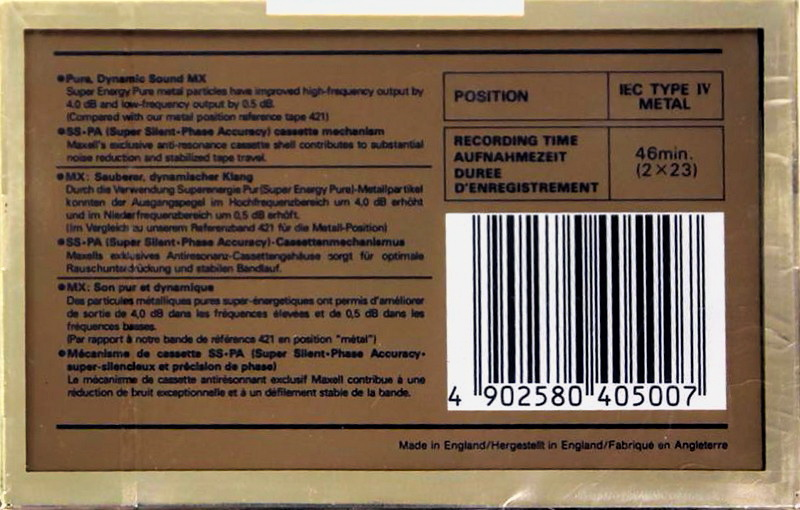 ●Pure, Dynamic Sound MX
Super Energy Pure metal particles have improved high-frequency output by
4.0 dB and low-frequency output by 0.5 dB.
(Compared with our metal position reference tape 421)
●SS•PA (Super Silent•Phase Accuracy) cassette mechanism
Maxell's exclusive anti-resonance cassette shell contributes to substantial
noise reduction and stabilized tape travel.
●MX: Sauberer, dynamischer Klang
Durch die Verwendung Superenergie Pur(Super Energy Pure)-Metallpartikel
konnten der Ausgangspegel im Hochfrequenzbereich um 4,0 dB erhöht
und im Niederfrequenzbereich um 0,5 dB erhöft.
(Im Vergleich zu unserem Referenzband 421 für die Metall-Position)
●SS•PA (Super Silent•Phase Accuracy)-Cassettenmechanismus
Maxells exklusives Antiresonanz-Cassettengehäuse sorgt für optimale
Rauschunterdrückung und stabilen Bandlauf.
●MX: Son pur et dynamique
Des particules métalliques pures super-énergetiques ont permis d'améliorer
de sortie de 4,0 dB dans les fréquences élevées et de 0,5 dB dans les
fréquences basses.
(Par rapport à notre bande de référence 421 en position "métal")
●Mécanisme de cassette SS•PA (Super Silent•Phase Accuracy-
super-silencieux et précision de phase)
Le mécanisme de cassette antirésonnant exclusif Maxell contribue à une
réduction de bruit exceptionnelle et à un défilement stable de la bande.
POSITION
IEC TYPE IV
METAL
RECORDING TIME
AUFNAHMEZEIT
DUREE
D'ENREGISTREMENT
46min.
(2×23)
4 902580 405007
Made in England/Hergestellt in England/Fabriqué en Angleterre